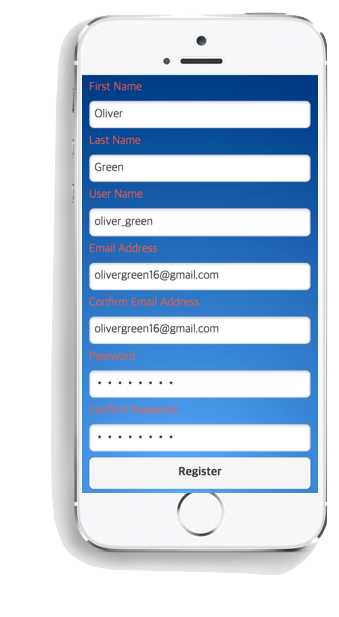 First Name
Oliver
Last Name
Green
User Name
oliver_green
Email Address
olivergreen16@gmail.com
Confirm Email Address
olivergreen16@gmail.com
Password
• • • • • • • •
Confirm Password
• • • • • • • •
Register